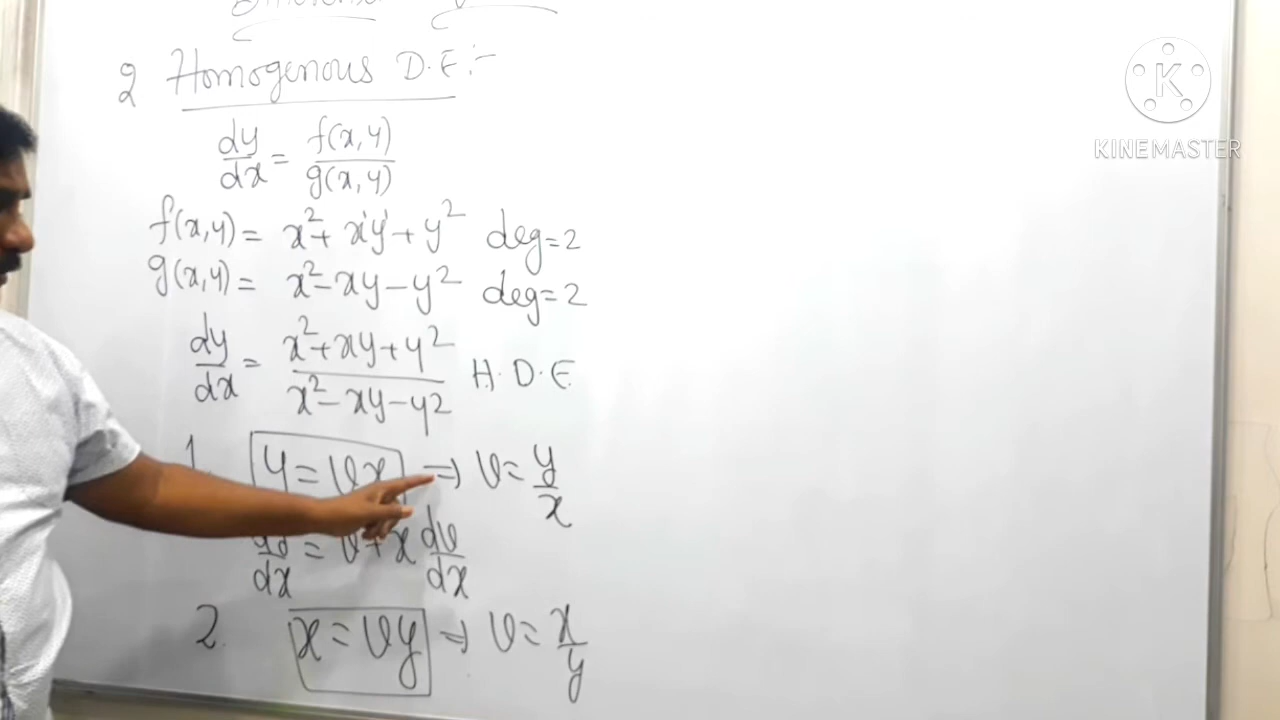 2 Homogenous D.E:-
dy/dx = f(x,y)/g(x,y)
f(x,y) = x²+ x¹y¹+ y² deg=2
g(x,y) = x²- xy - y² deg=2
dy/dx = x²+xy+y²/x²-xy-y² H.D.E
1. y = vx ⇒ v = y/x
dy/dx = v + x dv/dx
2. x = vy ⇒ v = x/y
K
KINEMASTER